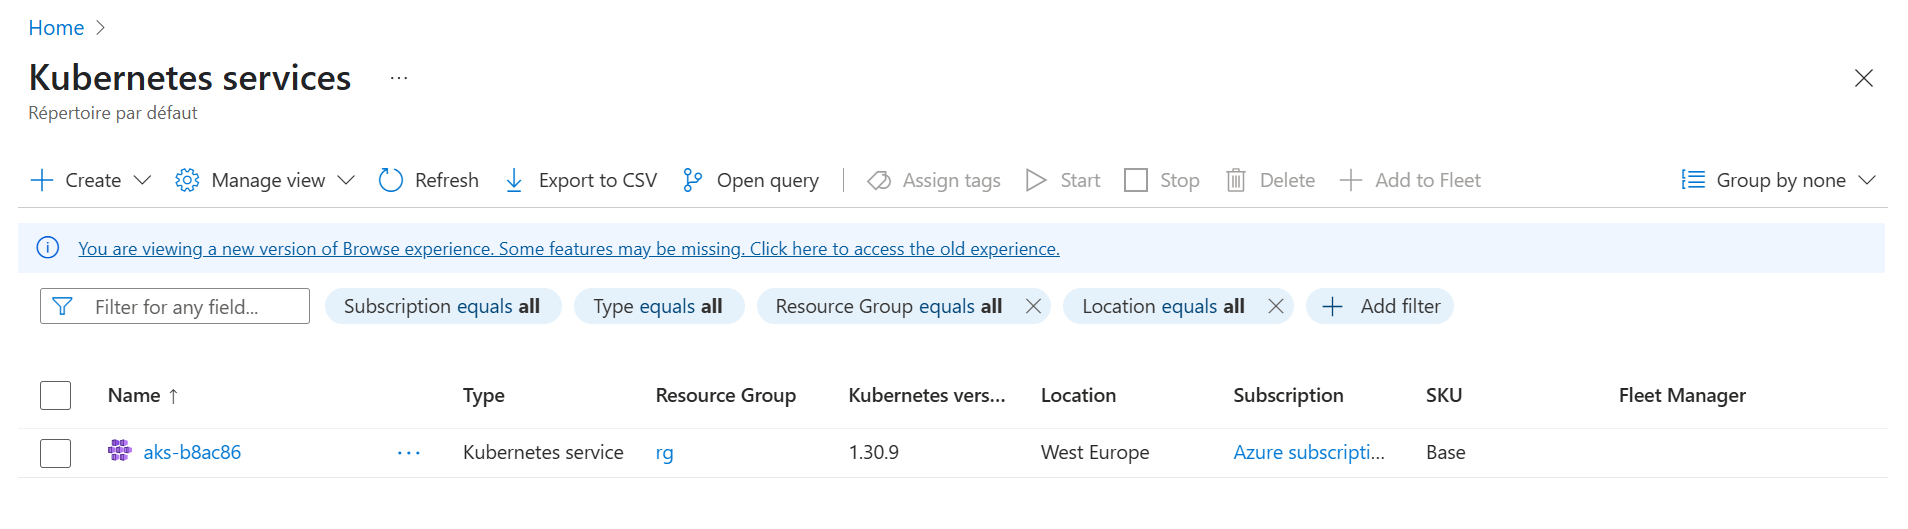 Home
Kubernetes services ...
Répertoire par défaut
Create Manage view Refresh Export to CSV Open query Assign tags Start Stop Delete Add to Fleet Group by none
You are viewing a new version of Browse experience. Some features may be missing. Click here to access the old experience.
Filter for any field... Subscription equals all Type equals all Resource Group equals all Location equals all Add filter
Name ↑ Type Resource Group Kubernetes vers... Location Subscription SKU Fleet Manager
aks-b8ac86 ... Kubernetes service rg 1.30.9 West Europe Azure subscripti... Base